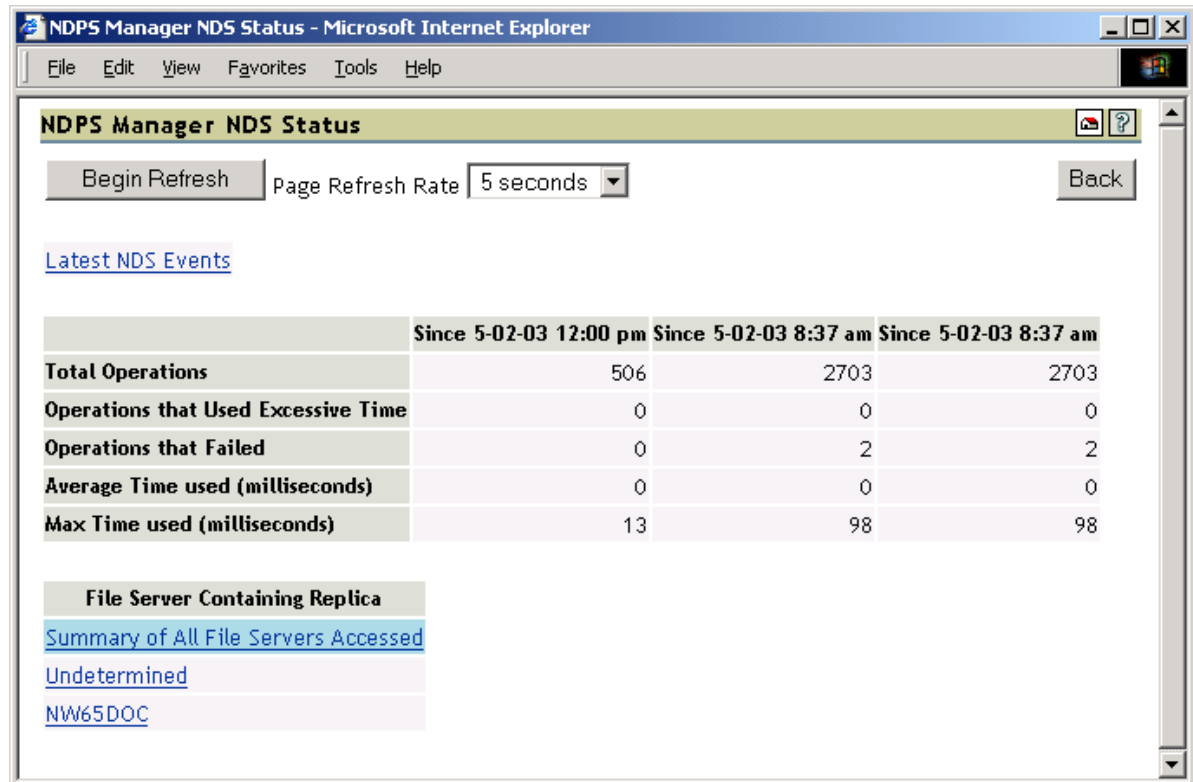 NDPS Manager NDS Status - Microsoft Internet Explorer
File Edit View Favorites Tools Help
NDPS Manager NDS Status
?
Begin Refresh Page Refresh Rate 5 seconds Back
Latest NDS Events
Since 5-02-03 12:00 pm Since 5-02-03 8:37 am Since 5-02-03 8:37 am
Total Operations 506 2703 2703
Operations that Used Excessive Time 0 0 0
Operations that Failed 0 2 2
Average Time used (milliseconds) 0 0 0
Max Time used (milliseconds) 13 98 98
File Server Containing Replica
Summary of All File Servers Accessed
Undetermined
NW65DOC